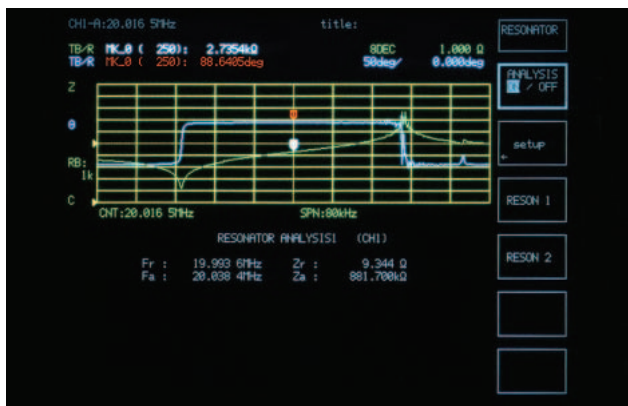 CH1-A:20.016 5MHz title:
TB/R MK_0 ( 250): 2.7354kΩ 8DEC 1.000 Ω
TB/R MK_0 ( 250): 88.6405deg 50deg/ 0.000deg
Z
θ
RB:
1k
C
CNT:20.016 5MHz SPN:80kHz
RESONATOR ANALYSIS1 (CH1)
Fr : 19.993 6MHz Zr : 9.344 Ω
Fa : 20.038 4MHz Za : 881.700kΩ
RESONATOR
ANALYSIS
/ OFF
setup
←
RESON 1
RESON 2